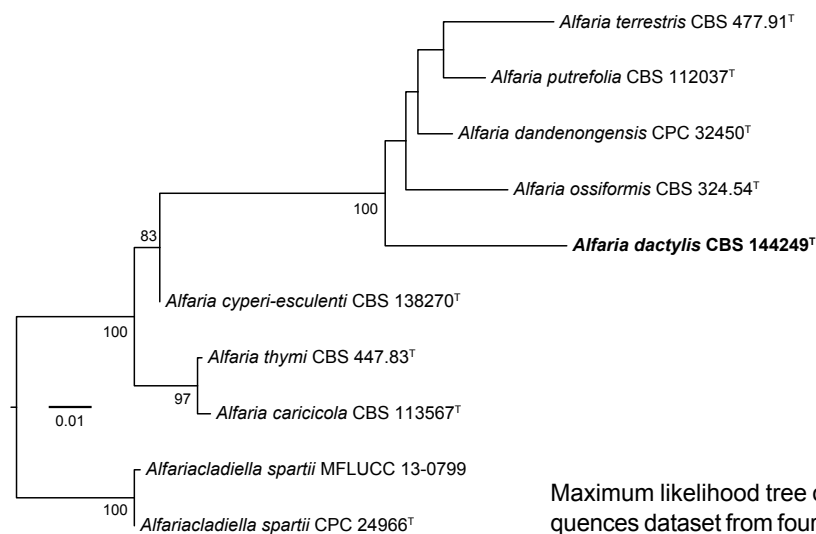 Alfaria terrestris CBS 477.91ᵀ
Alfaria putrefolia CBS 112037ᵀ
Alfaria dandenongensis CPC 32450ᵀ
Alfaria ossiformis CBS 324.54ᵀ
100
Alfaria dactylis CBS 144249ᵀ
83
Alfaria cyperi-esculenti CBS 138270ᵀ
100
Alfaria thymi CBS 447.83ᵀ
97
Alfaria caricicola CBS 113567ᵀ
0.01
Alfariacladiella spartii MFLUCC 13-0799
100
Alfariacladiella spartii CPC 24966ᵀ
Maximum likelihood tree
quences dataset from four